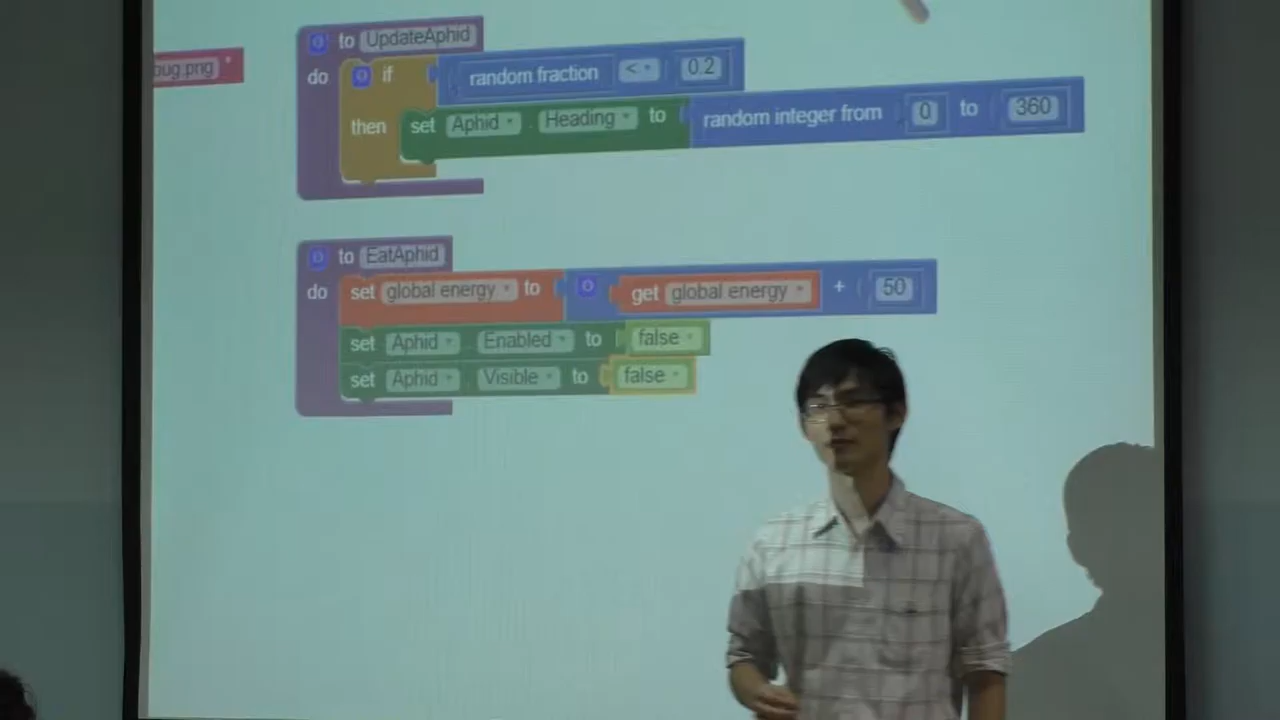 to UpdateAphid
bug.png
do if random fraction < 0.2
then set Aphid . Heading to random integer from 0 to 360
to EatAphid
do set global energy to get global energy + 50
set Aphid . Enabled to false
set Aphid . Visible to false